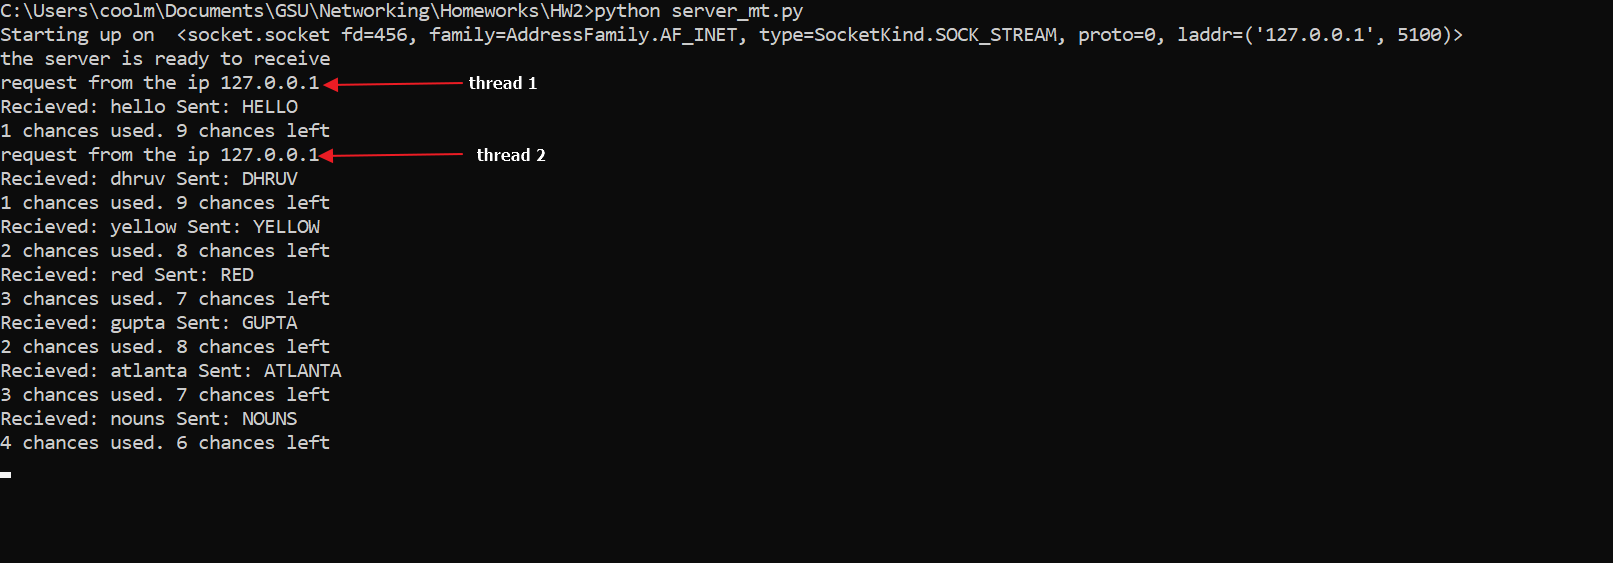 C:\Users\coolm\Documents\GSU\Networking\Homeworks\HW2>python server_mt.py
Starting up on  <socket.socket fd=456, family=AddressFamily.AF_INET, type=SocketKind.SOCK_STREAM, proto=0, laddr=('127.0.0.1', 5100)>
the server is ready to receive
request from the ip 127.0.0.1 thread 1
Recieved: hello Sent: HELLO
1 chances used. 9 chances left
request from the ip 127.0.0.1 thread 2
Recieved: dhruv Sent: DHRUV
1 chances used. 9 chances left
Recieved: yellow Sent: YELLOW
2 chances used. 8 chances left
Recieved: red Sent: RED
3 chances used. 7 chances left
Recieved: gupta Sent: GUPTA
2 chances used. 8 chances left
Recieved: atlanta Sent: ATLANTA
3 chances used. 7 chances left
Recieved: nouns Sent: NOUNS
4 chances used. 6 chances left